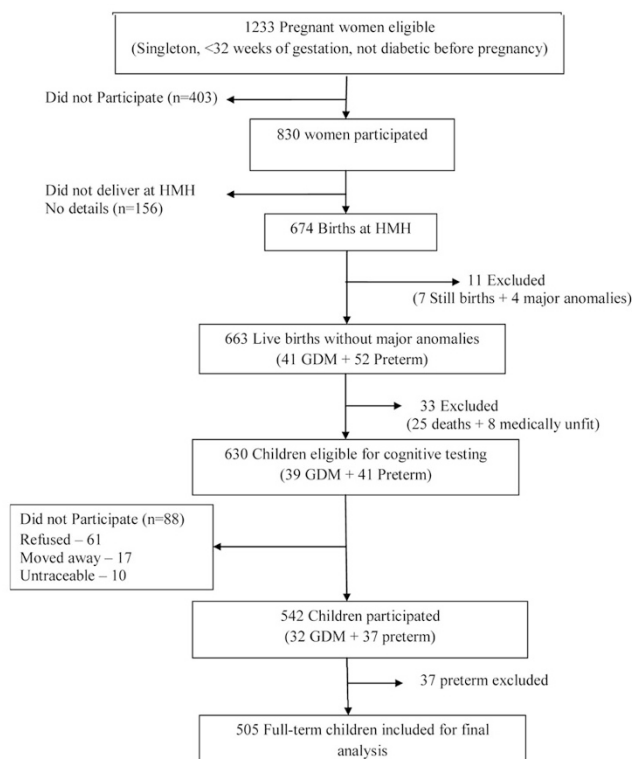 1233 Pregnant women eligible
(Singleton, <32 weeks of gestation, not diabetic before pregnancy)
Did not Participate (n=403)
830 women participated
Did not deliver at HMH
No details (n=156)
674 Births at HMH
11 Excluded
(7 Still births + 4 major anomalies)
663 Live births without major anomalies
(41 GDM + 52 Preterm)
33 Excluded
(25 deaths + 8 medically unfit)
630 Children eligible for cognitive testing
(39 GDM + 41 Preterm)
Did not Participate (n=88)
Refused – 61
Moved away – 17
Untraceable – 10
542 Children participated
(32 GDM + 37 preterm)
37 preterm excluded
505 Full-term children included for final
analysis